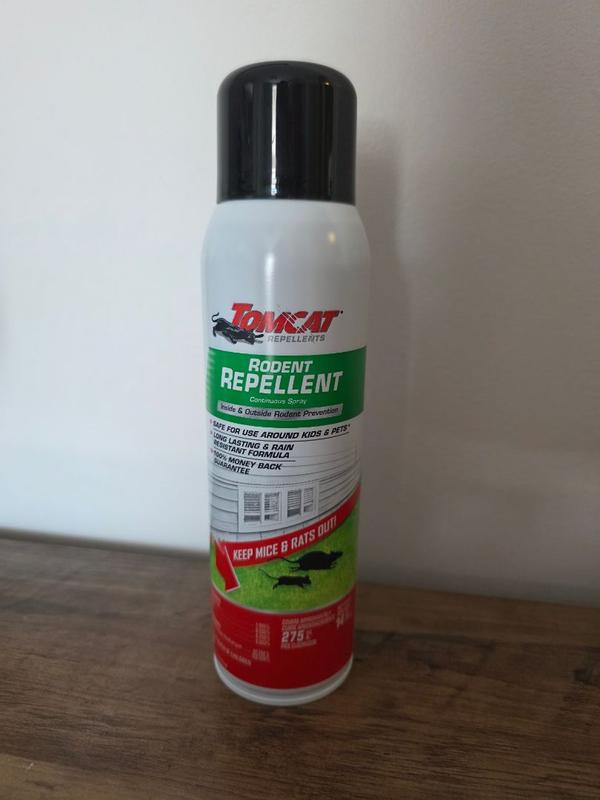 TOMCAT
REPELLENTS
RODENT
REPELLENT
Continuous Spray
Inside & Outside Rodent Prevention
SAFE FOR USE AROUND KIDS & PETS*
LONG LASTING & RAIN
RESISTANT FORMULA
100% MONEY BACK
GUARANTEE
KEEP MICE & RATS OUT!
275
14